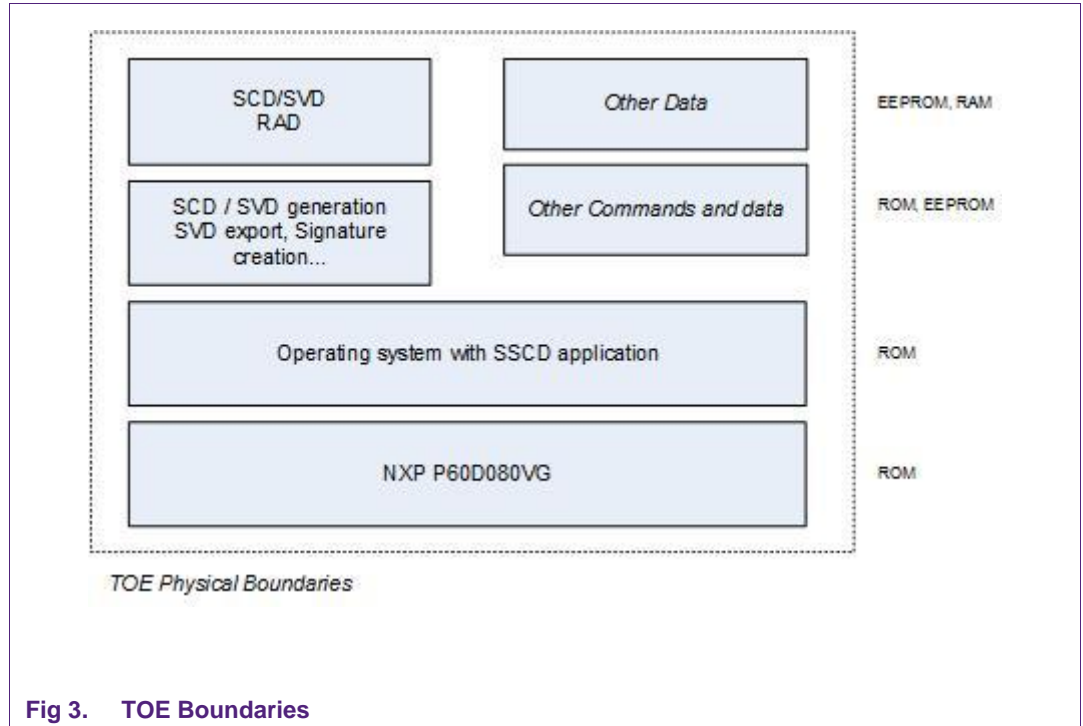 SCD/SVD
RAD
Other Data
EEPROM, RAM
SCD / SVD generation
SVD export, Signature
creation...
Other Commands and data
ROM, EEPROM
Operating system with SSCD application
ROM
NXP P60D080VG
ROM
TOE Physical Boundaries
Fig 3. TOE Boundaries